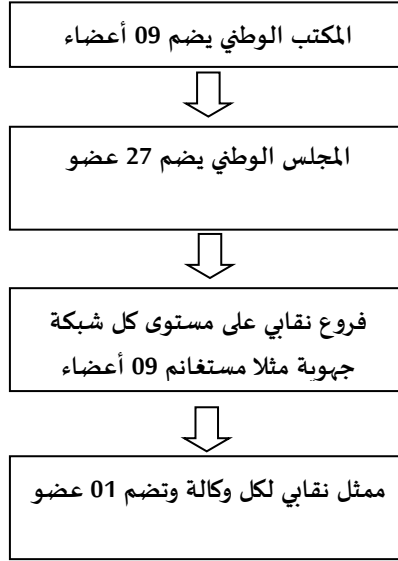 المكتب الوطني يضم 09 أعضاء
المجلس الوطني يضم 27 عضو
فروع نقابي على مستوى كل شبكة
جهوية مثلا مستغانم 09 أعضاء
ممثل نقابي لكل وكالة وتضم 01 عضو